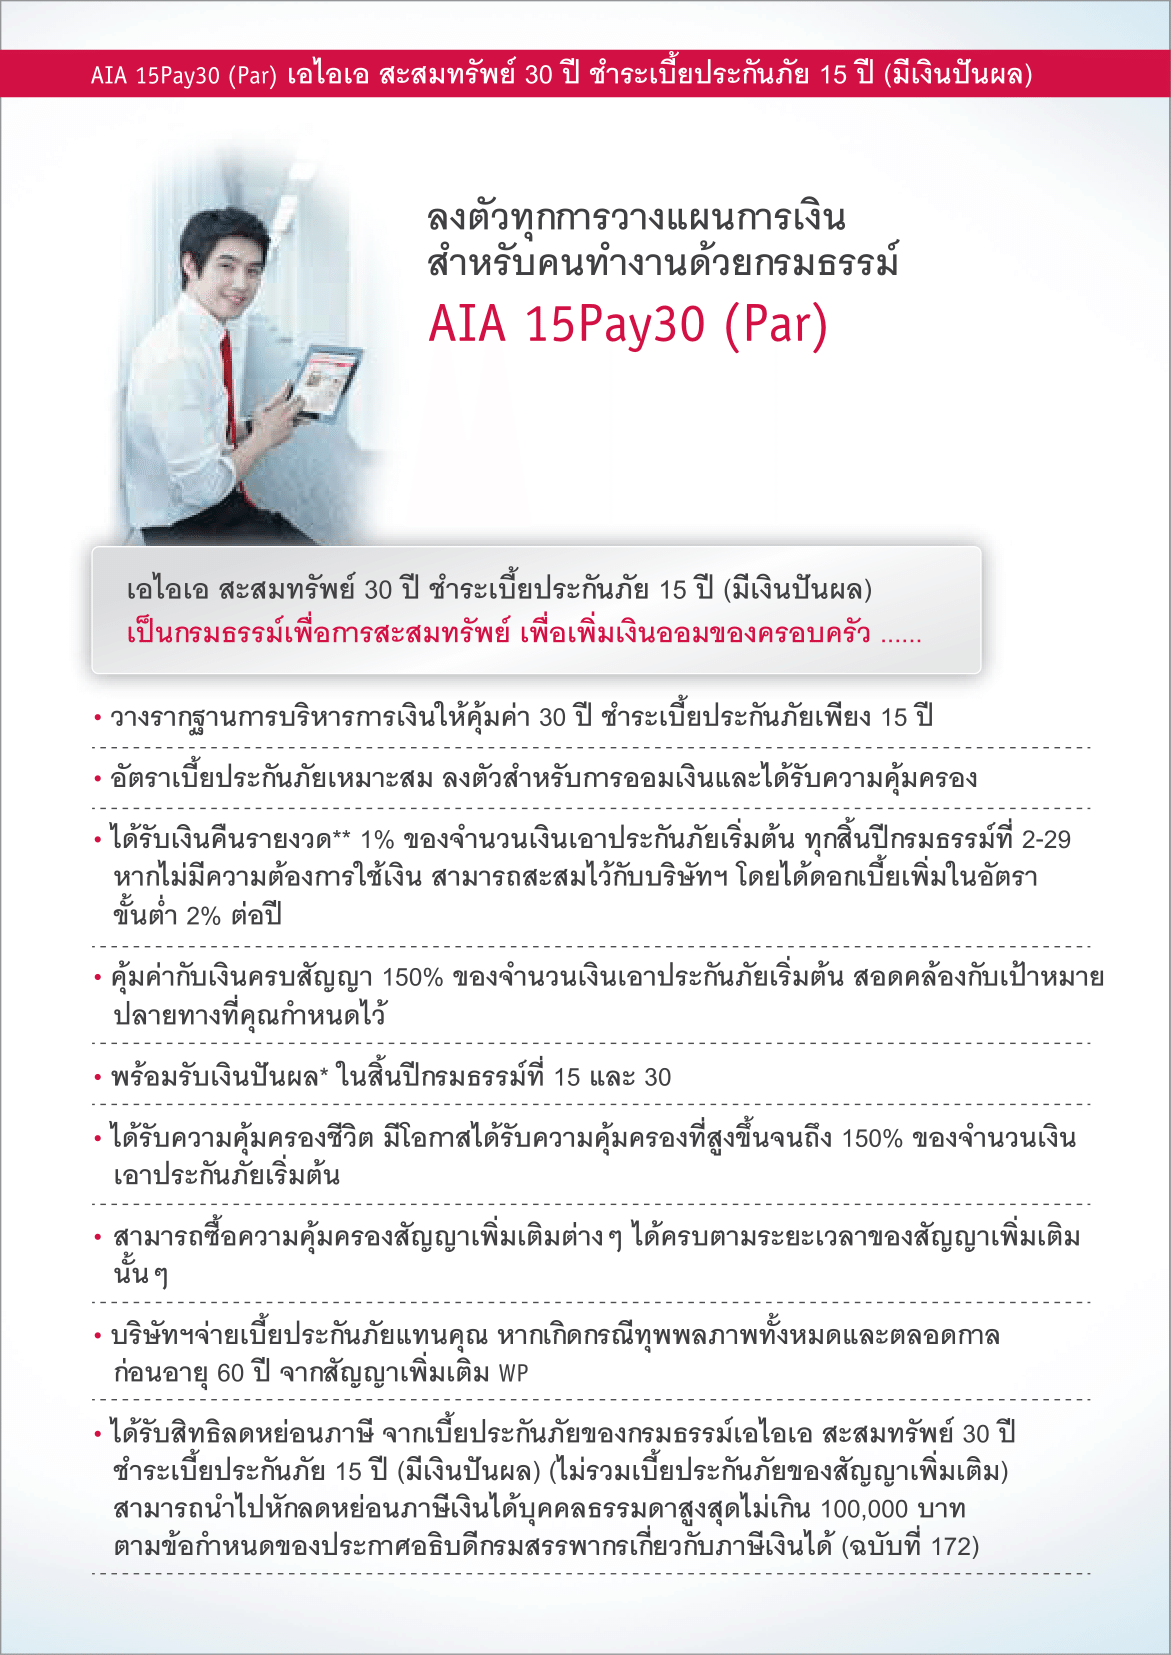 AIA 15Pay30 (Par) เอไอเอ สะสมทรัพย์ 30 ปี ชำระเบี้ยประกันภัย 15 ปี (มีเงินปันผล)
ลงตัวทุกการวางแผนการเงิน
สำหรับคนทำงานด้วยกรมธรรม์
AIA 15Pay30 (Par)
เอไอเอ สะสมทรัพย์ 30 ปี ชำระเบี้ยประกันภัย 15 ปี (มีเงินปันผล)
เป็นกรมธรรม์เพื่อการสะสมทรัพย์ เพื่อเพิ่มเงินออมของครอบครัว ......
• วางรากฐานการบริหารการเงินให้คุ้มค่า 30 ปี ชำระเบี้ยประกันภัยเพียง 15 ปี
• อัตราเบี้ยประกันภัยเหมาะสม ลงตัวสำหรับการออมเงินและได้รับความคุ้มครอง
• ได้รับเงินคืนรายงวด** 1% ของจำนวนเงินเอาประกันภัยเริ่มต้น ทุกสิ้นปีกรมธรรม์ที่ 2-29
หากไม่มีความต้องการใช้เงิน สามารถสะสมไว้กับบริษัทฯ โดยได้ดอกเบี้ยเพิ่มในอัตรา
ขั้นต่ำ 2% ต่อปี
• คุ้มค่ากับเงินครบสัญญา 150% ของจำนวนเงินเอาประกันภัยเริ่มต้น สอดคล้องกับเป้าหมาย
ปลายทางที่คุณกำหนดไว้
• พร้อมรับเงินปันผล* ในสิ้นปีกรมธรรม์ที่ 15 และ 30
• ได้รับความคุ้มครองชีวิต มีโอกาสได้รับความคุ้มครองที่สูงขึ้นจนถึง 150% ของจำนวนเงิน
เอาประกันภัยเริ่มต้น
• สามารถซื้อความคุ้มครองสัญญาเพิ่มเติมต่างๆ ได้ครบตามระยะเวลาของสัญญาเพิ่มเติม
นั้นๆ
• บริษัทฯจ่ายเบี้ยประกันภัยแทนคุณ หากเกิดกรณีทุพพลภาพทั้งหมดและตลอดกาล
ก่อนอายุ 60 ปี จากสัญญาเพิ่มเติม WP
• ได้รับสิทธิลดหย่อนภาษี จากเบี้ยประกันภัยของกรมธรรม์เอไอเอ สะสมทรัพย์ 30 ปี
ชำระเบี้ยประกันภัย 15 ปี (มีเงินปันผล) (ไม่รวมเบี้ยประกันภัยของสัญญาเพิ่มเติม)
สามารถนำไปหักลดหย่อนภาษีเงินได้บุคคลธรรมดาสูงสุดไม่เกิน 100,000 บาท
ตามข้อกำหนดของประกาศอธิบดีกรมสรรพากรเกี่ยวกับภาษีเงินได้ (ฉบับที่ 172)